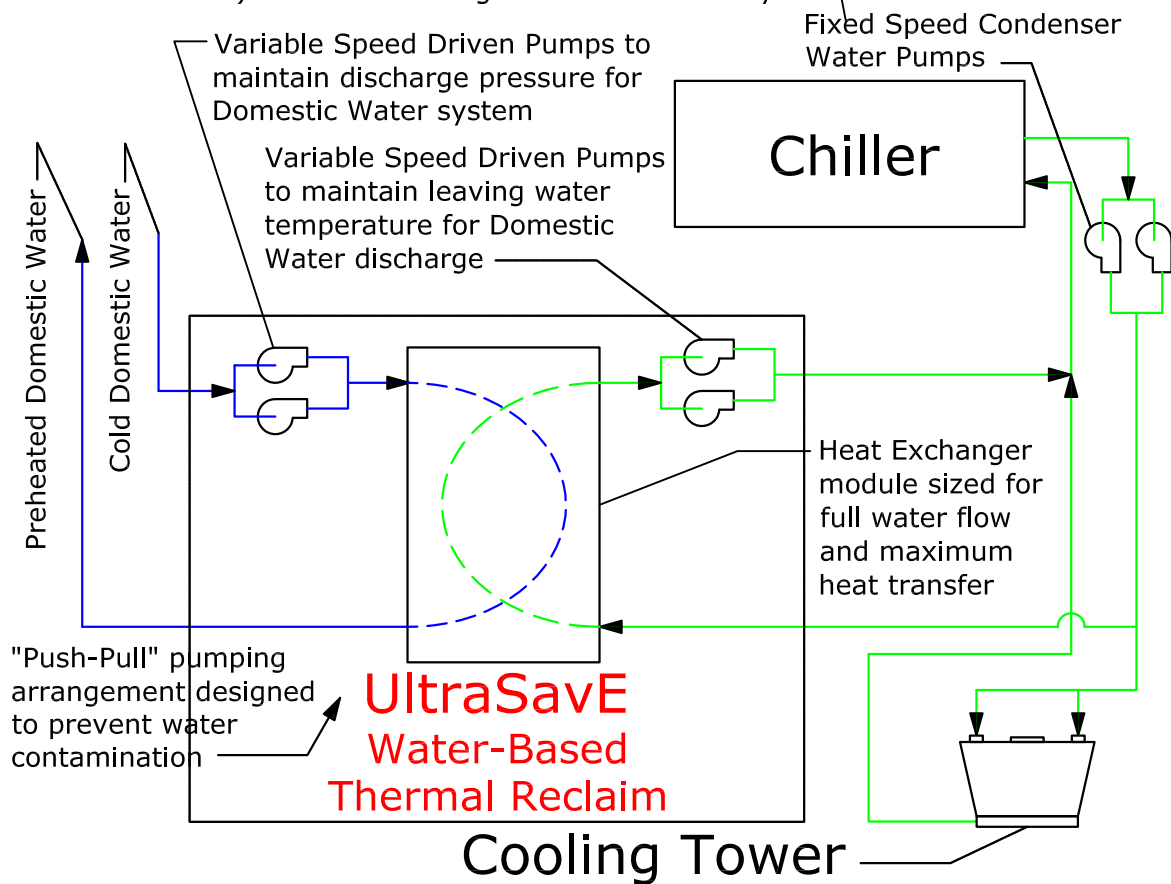 Fixed Speed Condenser
Water Pumps
Variable Speed Driven Pumps to
maintain discharge pressure for
Domestic Water system
Chiller
Variable Speed Driven Pumps
to maintain leaving water
temperature for Domestic
Water discharge
Preheated Domestic Water
Cold Domestic Water
Heat Exchanger
module sized for
full water flow
and maximum
heat transfer
"Push-Pull" pumping
arrangement designed
to prevent water
contamination
UltraSavE
Water-Based
Thermal Reclaim
Cooling Tower